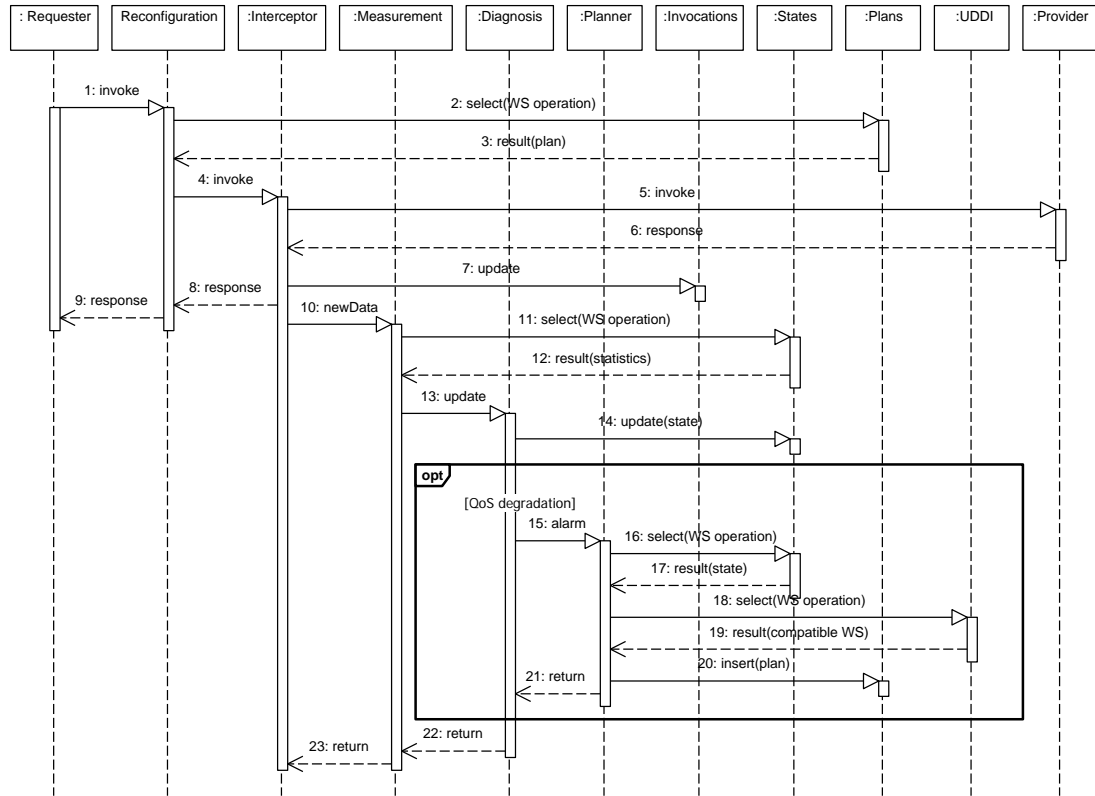 : Requester
Reconfiguration
:Interceptor
:Measurement
:Diagnosis
:Planner
:Invocations
:States
:Plans
:UDDI
:Provider
1: invoke
2: select(WS operation)
3: result(plan)
4: invoke
5: invoke
6: response
7: update
8: response
9: response
10: newData
11: select(WS operation)
12: result(statistics)
13: update
14: update(state)
opt
[QoS degradation]
15: alarm
16: select(WS operation)
17: result(state)
18: select(WS operation)
19: result(compatible WS)
20: insert(plan)
21: return
22: return
23: return